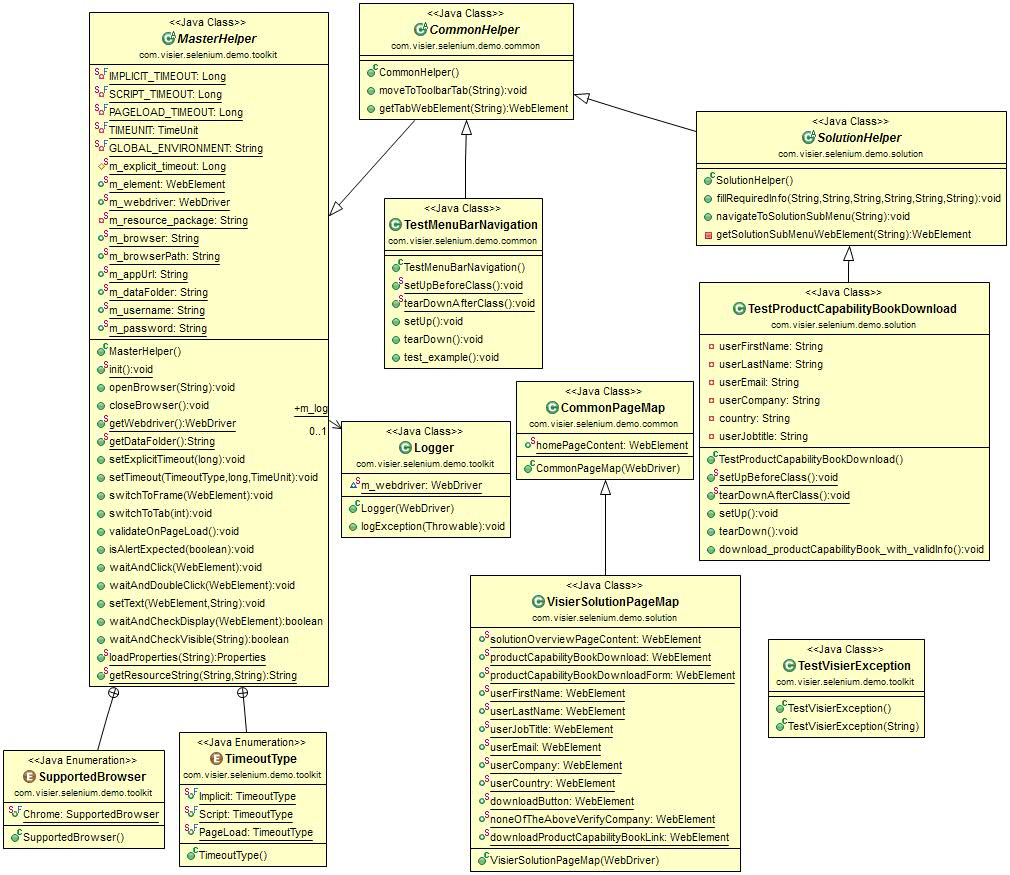 <<Java Class>>
MasterHelper
com.visier.selenium.demo.toolkit
IMPLICIT_TIMEOUT: Long
SCRIPT_TIMEOUT: Long
PAGELOAD_TIMEOUT: Long
TIMEUNIT: TimeUnit
GLOBAL_ENVIRONMENT: String
m_explicit_timeout: Long
m_element: WebElement
m_webdriver: WebDriver
m_resource_package: String
m_browser: String
m_browserPath: String
m_appUrl: String
m_dataFolder: String
m_username: String
m_password: String
MasterHelper()
init():void
openBrowser(String):void
closeBrowser():void
getWebdriver():WebDriver
getDataFolder():String
setExplicitTimeout(long):void
setTimeout(TimeoutType,long,TimeUnit):void
switchToFrame(WebElement):void
switchToTab(int):void
validateOnPageLoad():void
isAlertExpected(boolean):void
waitAndClick(WebElement):void
waitAndDoubleClick(WebElement):void
setText(WebElement,String):void
waitAndCheckDisplay(WebElement):boolean
waitAndCheckVisible(String):boolean
loadProperties(String):Properties
getResourceString(String,String):String
<<Java Class>>
CommonHelper
com.visier.selenium.demo.common
CommonHelper()
moveToToolbarTab(String):void
getTabWebElement(String):WebElement
<<Java Class>>
SolutionHelper
com.visier.selenium.demo.solution
SolutionHelper()
fillRequiredInfo(String,String,String,String,String,String):void
navigateToSolutionSubMenu(String):void
getSolutionSubMenuWebElement(String):WebElement
<<Java Class>>
TestMenuBarNavigation
com.visier.selenium.demo.common
TestMenuBarNavigation()
setUpBeforeClass():void
tearDownAfterClass():void
setUp():void
tearDown():void
test_example():void
<<Java Class>>
TestProductCapabilityBookDownload
com.visier.selenium.demo.solution
userFirstName: String
userLastName: String
userEmail: String
userCompany: String
country: String
userJobtitle: String
TestProductCapabilityBookDownload()
setUpBeforeClass():void
tearDownAfterClass():void
setUp():void
tearDown():void
download_productCapabilityBook_with_validInfo():void
+m_log
0..1
<<Java Class>>
Logger
com.visier.selenium.demo.toolkit
m_webdriver: WebDriver
Logger(WebDriver)
logException(Throwable):void
<<Java Class>>
CommonPageMap
com.visier.selenium.demo.common
homePageContent: WebElement
CommonPageMap(WebDriver)
<<Java Class>>
VisierSolutionPageMap
com.visier.selenium.demo.solution
solutionOverviewPageContent: WebElement
productCapabilityBookDownload: WebElement
productCapabilityBookDownloadForm: WebElement
userFirstName: WebElement
userLastName: WebElement
userJobTitle: WebElement
userEmail: WebElement
userCompany: WebElement
userCountry: WebElement
downloadButton: WebElement
noneOfTheAboveVerifyCompany: WebElement
downloadProductCapabilityBookLink: WebElement
VisierSolutionPageMap(WebDriver)
<<Java Class>>
TestVisierException
com.visier.selenium.demo.toolkit
TestVisierException()
TestVisierException(String)
<<Java Enumeration>>
SupportedBrowser
com.visier.selenium.demo.toolkit
Chrome: SupportedBrowser
SupportedBrowser()
<<Java Enumeration>>
TimeoutType
com.visier.selenium.demo.toolkit
Implicit: TimeoutType
Script: TimeoutType
PageLoad: TimeoutType
TimeoutType()